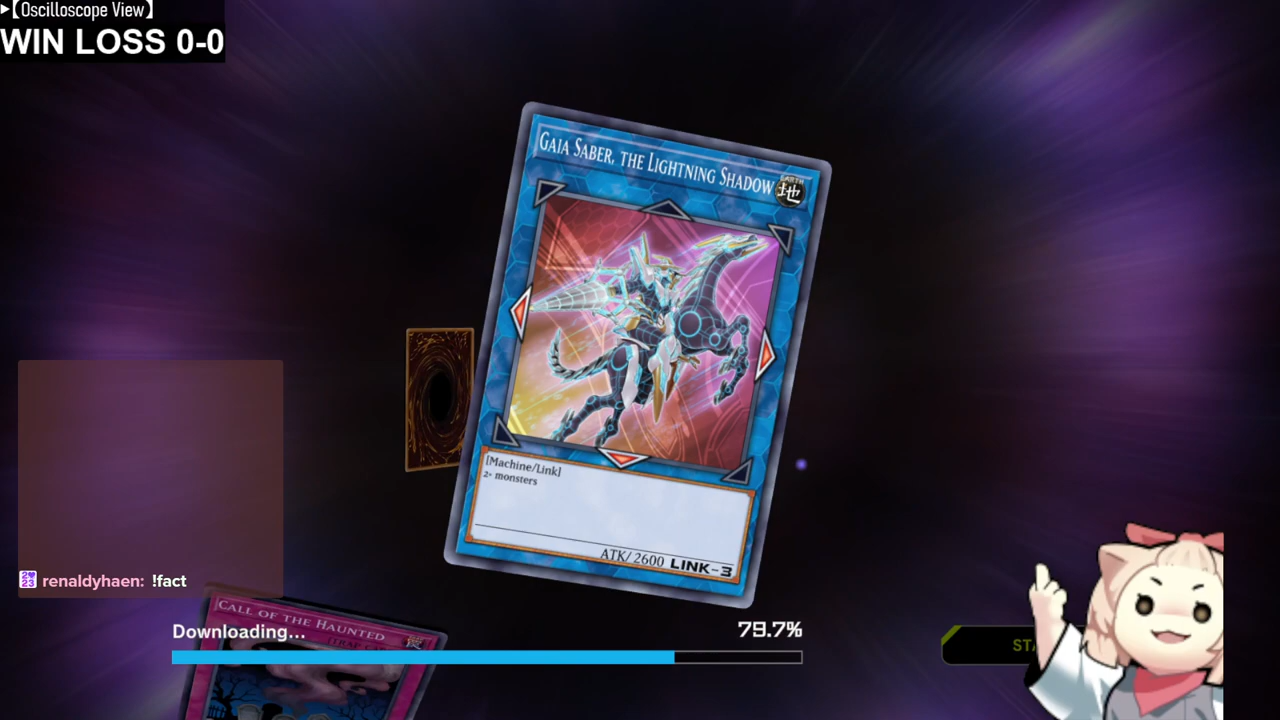 ▶【Oscilloscope View】
WIN LOSS 0-0
GAIA SABER, THE LIGHTNING SHADOW
EARTH
地
[Machine/Link]
2+ monsters
ATK/ 2600 LINK-3
renaldyhaen: !fact
CALL OF THE HAUNTED
Downloading...
79.7%